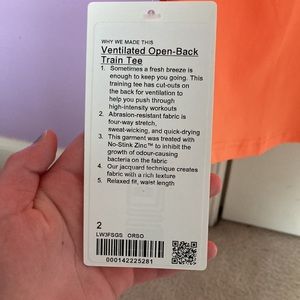 WHY WE MADE THIS
Ventilated Open-Back
Train Tee
1. Sometimes a fresh breeze is
enough to keep you going. This
training tee has cut-outs on
the back for ventilation to
help you push through
high-intensity workouts
2. Abrasion-resistant fabric is
four-way stretch,
sweat-wicking, and quick-drying
3. This garment was treated with
No-Stink Zinc™ to inhibit the
growth of odour-causing
bacteria on the fabric
4. Our jacquard technique creates
fabric with a rich texture
5. Relaxed fit, waist length
2
LW3FSGS ORSO
000142225281